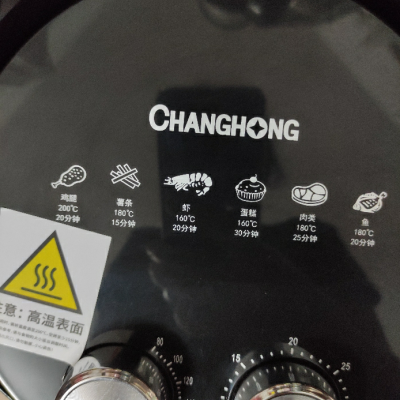 CHANGHONG
鸡腿
200℃
20分钟
薯条
180℃
15分钟
虾
160℃
20分钟
蛋糕
160℃
30分钟
肉类
180℃
25分钟
鱼
180℃
20分钟
注意：高温表面
80
100
120
15
20
25